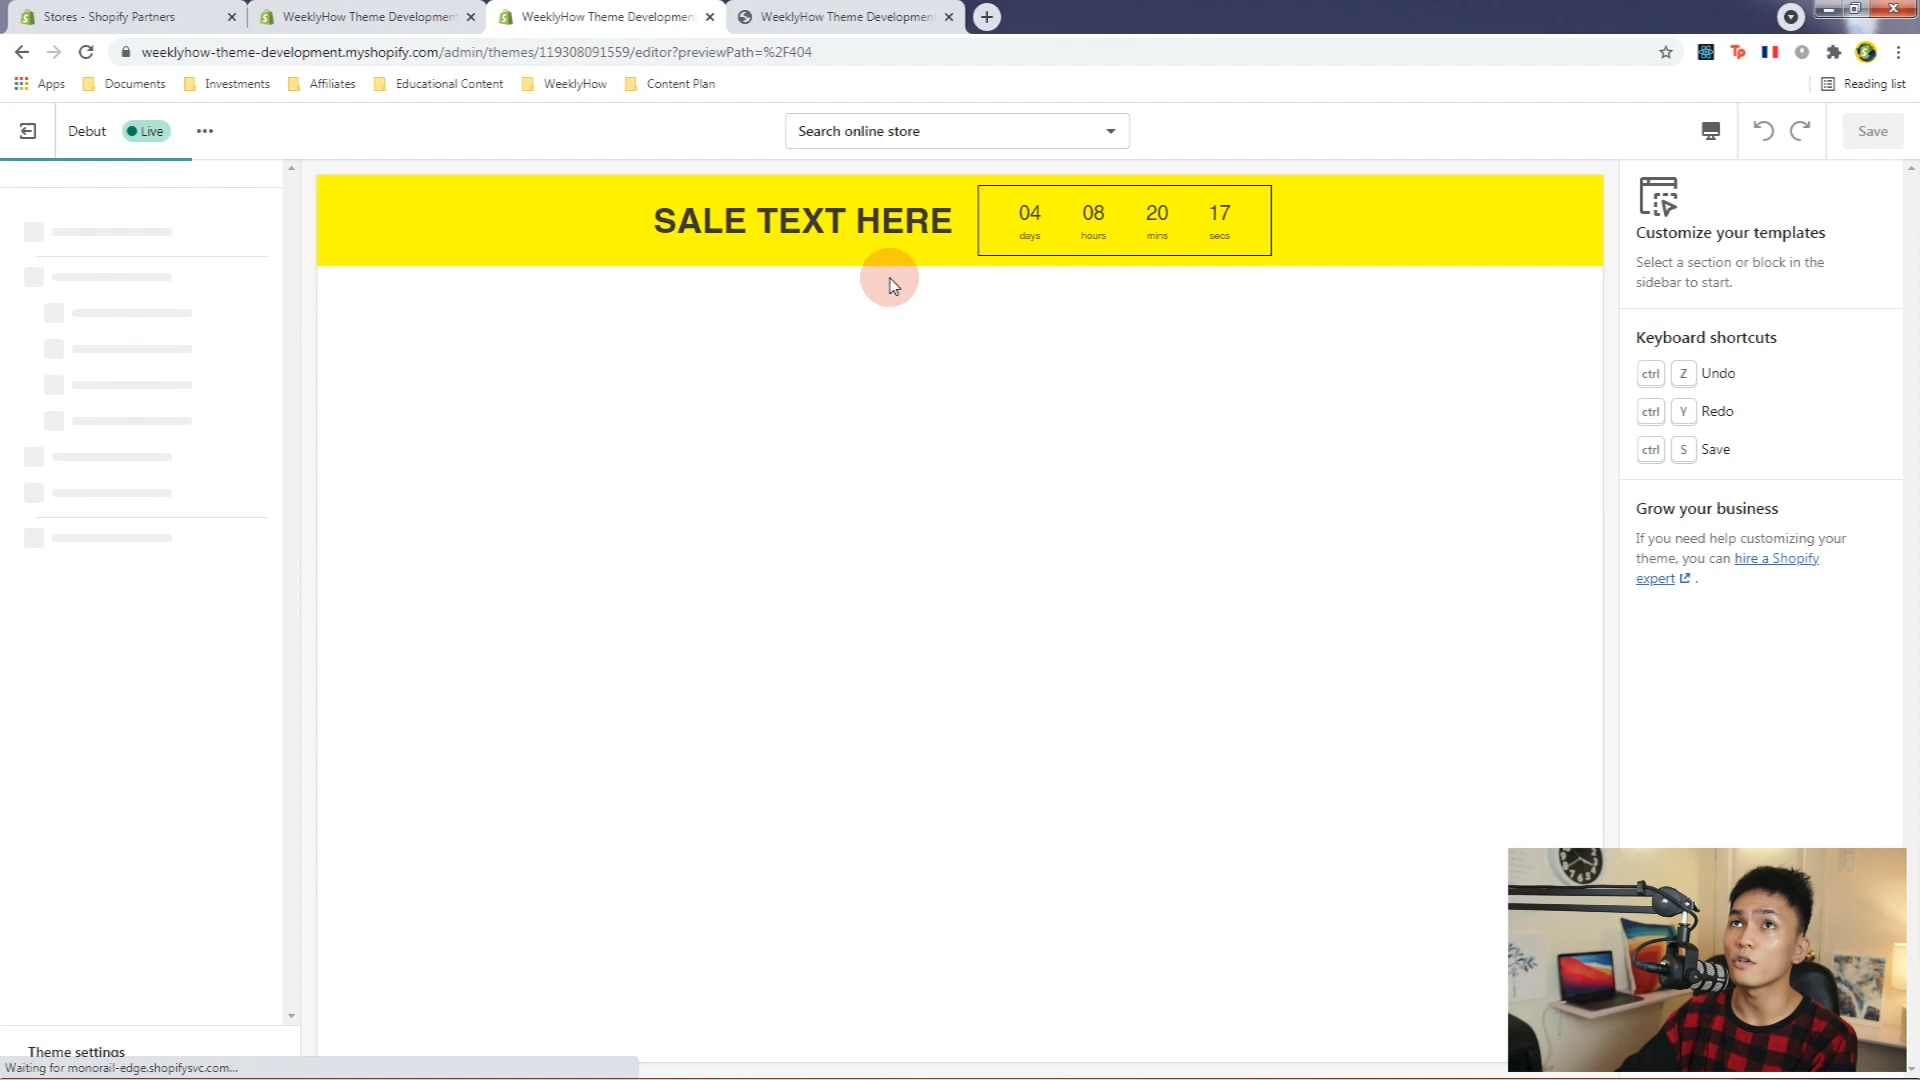 Stores - Shopify Partners
WeeklyHow Theme Development
WeeklyHow Theme Development
WeeklyHow Theme Development
weeklyhow-theme-development.myshopify.com/admin/themes/119308091559/editor?previewPath=%2F404
Apps
Documents
Investments
Affiliates
Educational Content
WeeklyHow
Content Plan
Reading list
Debut
Live
Search online store
Save
SALE TEXT HERE
04 08 20 17
days hours mins secs
Customize your templates
Select a section or block in the
sidebar to start.
Keyboard shortcuts
ctrl Z Undo
ctrl Y Redo
ctrl S Save
Grow your business
If you need help customizing your
theme, you can hire a Shopify
expert .
Theme settings
Waiting for monorail-edge.shopifysvc.com...